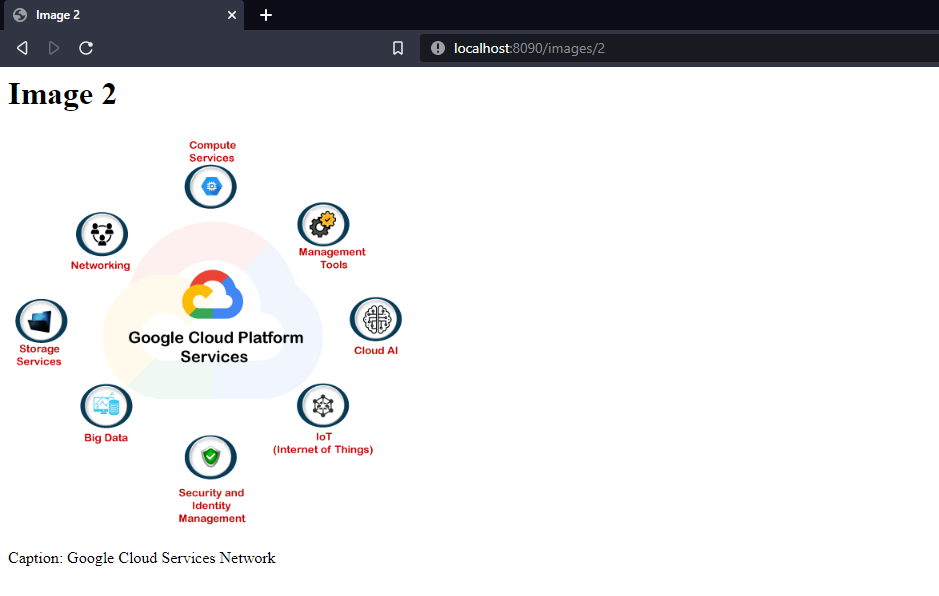 Image 2
localhost:8090/images/2
Image 2
Compute
Services
Management
Tools
Networking
Google Cloud Platform
Services
Storage
Services
Cloud AI
Big Data
IoT
(Internet of Things)
Security and
Identity
Management
Caption: Google Cloud Services Network